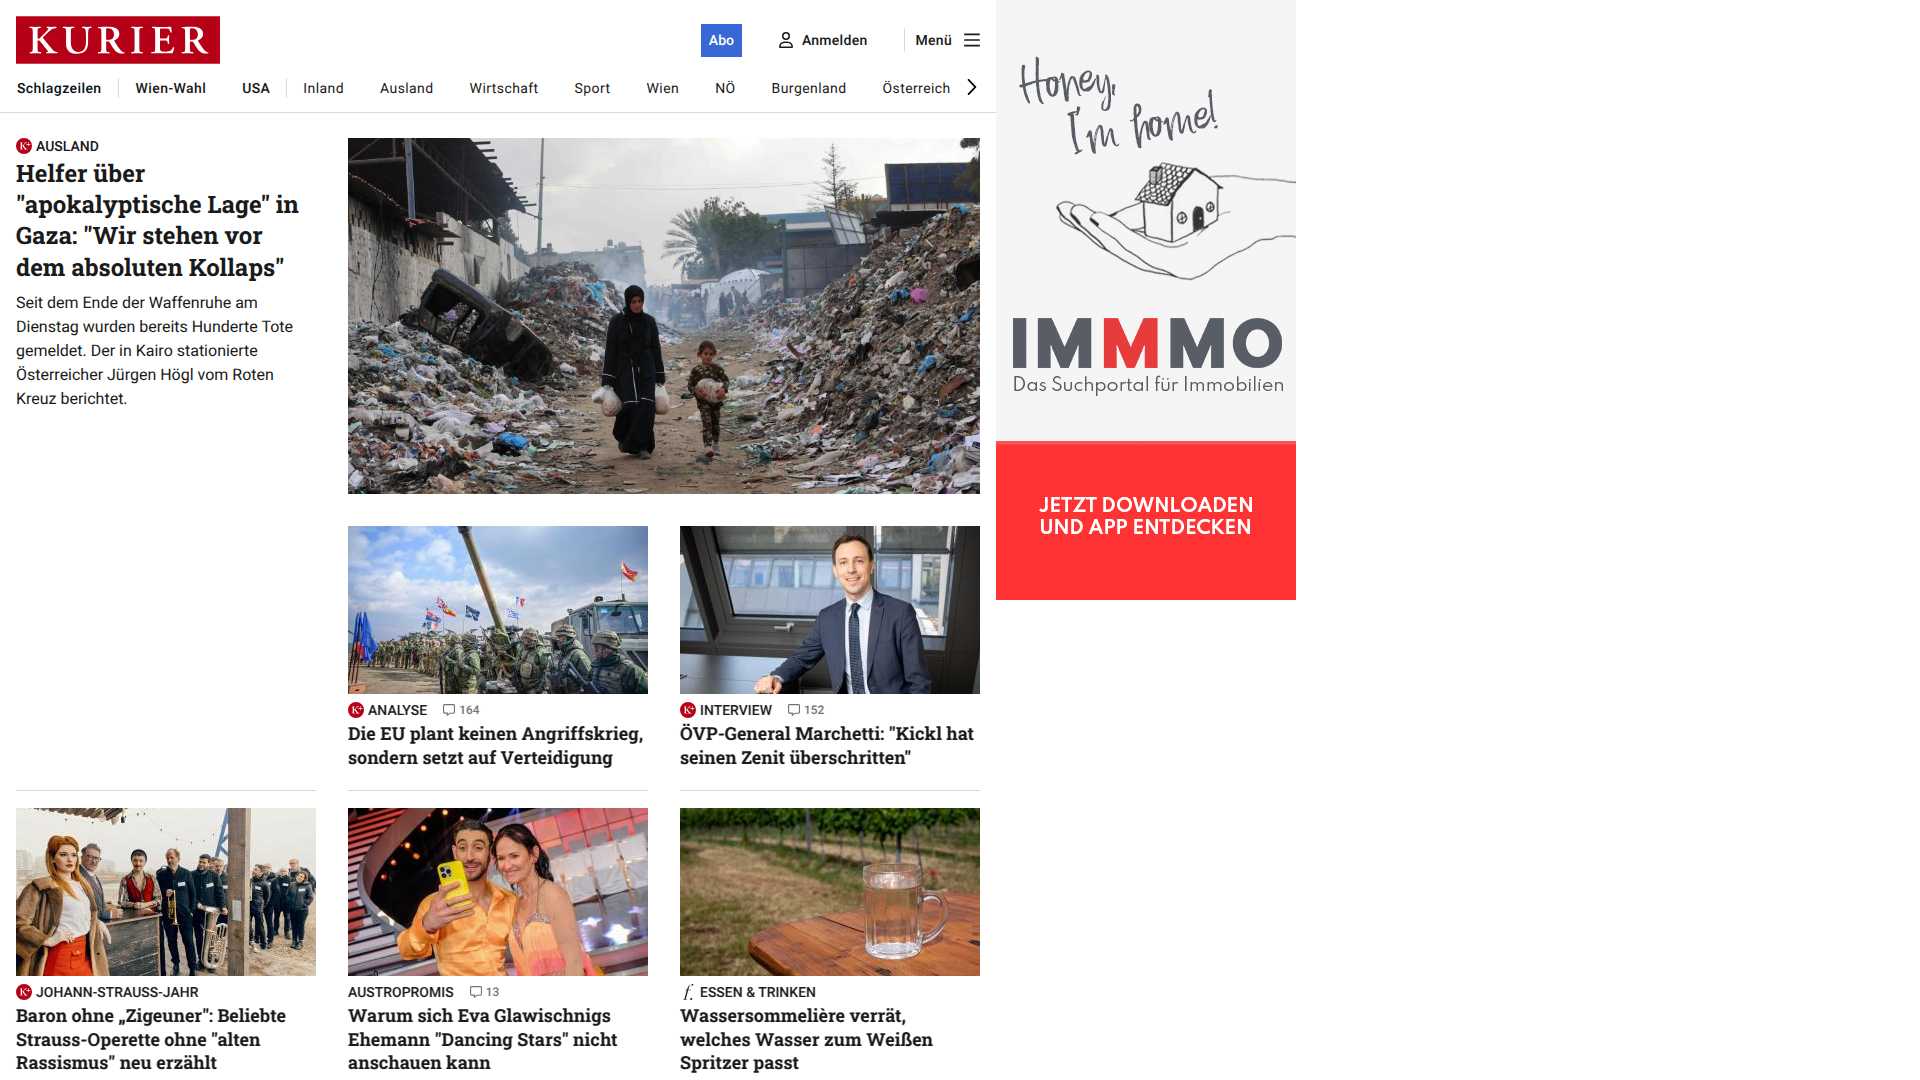 KURIER
Abo
Anmelden
Menü
Schlagzeilen
Wien-Wahl
USA
Inland
Ausland
Wirtschaft
Sport
Wien
NÖ
Burgenland
Österreich
K+ AUSLAND
Helfer über
"apokalyptische Lage" in
Gaza: "Wir stehen vor
dem absoluten Kollaps"
Seit dem Ende der Waffenruhe am
Dienstag wurden bereits Hunderte Tote
gemeldet. Der in Kairo stationierte
Österreicher Jürgen Högl vom Roten
Kreuz berichtet.
K+ ANALYSE 164
Die EU plant keinen Angriffskrieg,
sondern setzt auf Verteidigung
K+ INTERVIEW 152
ÖVP-General Marchetti: "Kickl hat
seinen Zenit überschritten"
K+ JOHANN-STRAUSS-JAHR
Baron ohne „Zigeuner": Beliebte
Strauss-Operette ohne "alten
Rassismus" neu erzählt
AUSTROPROMIS 13
Warum sich Eva Glawischnigs
Ehemann "Dancing Stars" nicht
anschauen kann
f. ESSEN & TRINKEN
Wassersommelière verrät,
welches Wasser zum Weißen
Spritzer passt
Honey,
I'm home!
IMMMO
Das Suchportal für Immobilien
JETZT DOWNLOADEN
UND APP ENTDECKEN